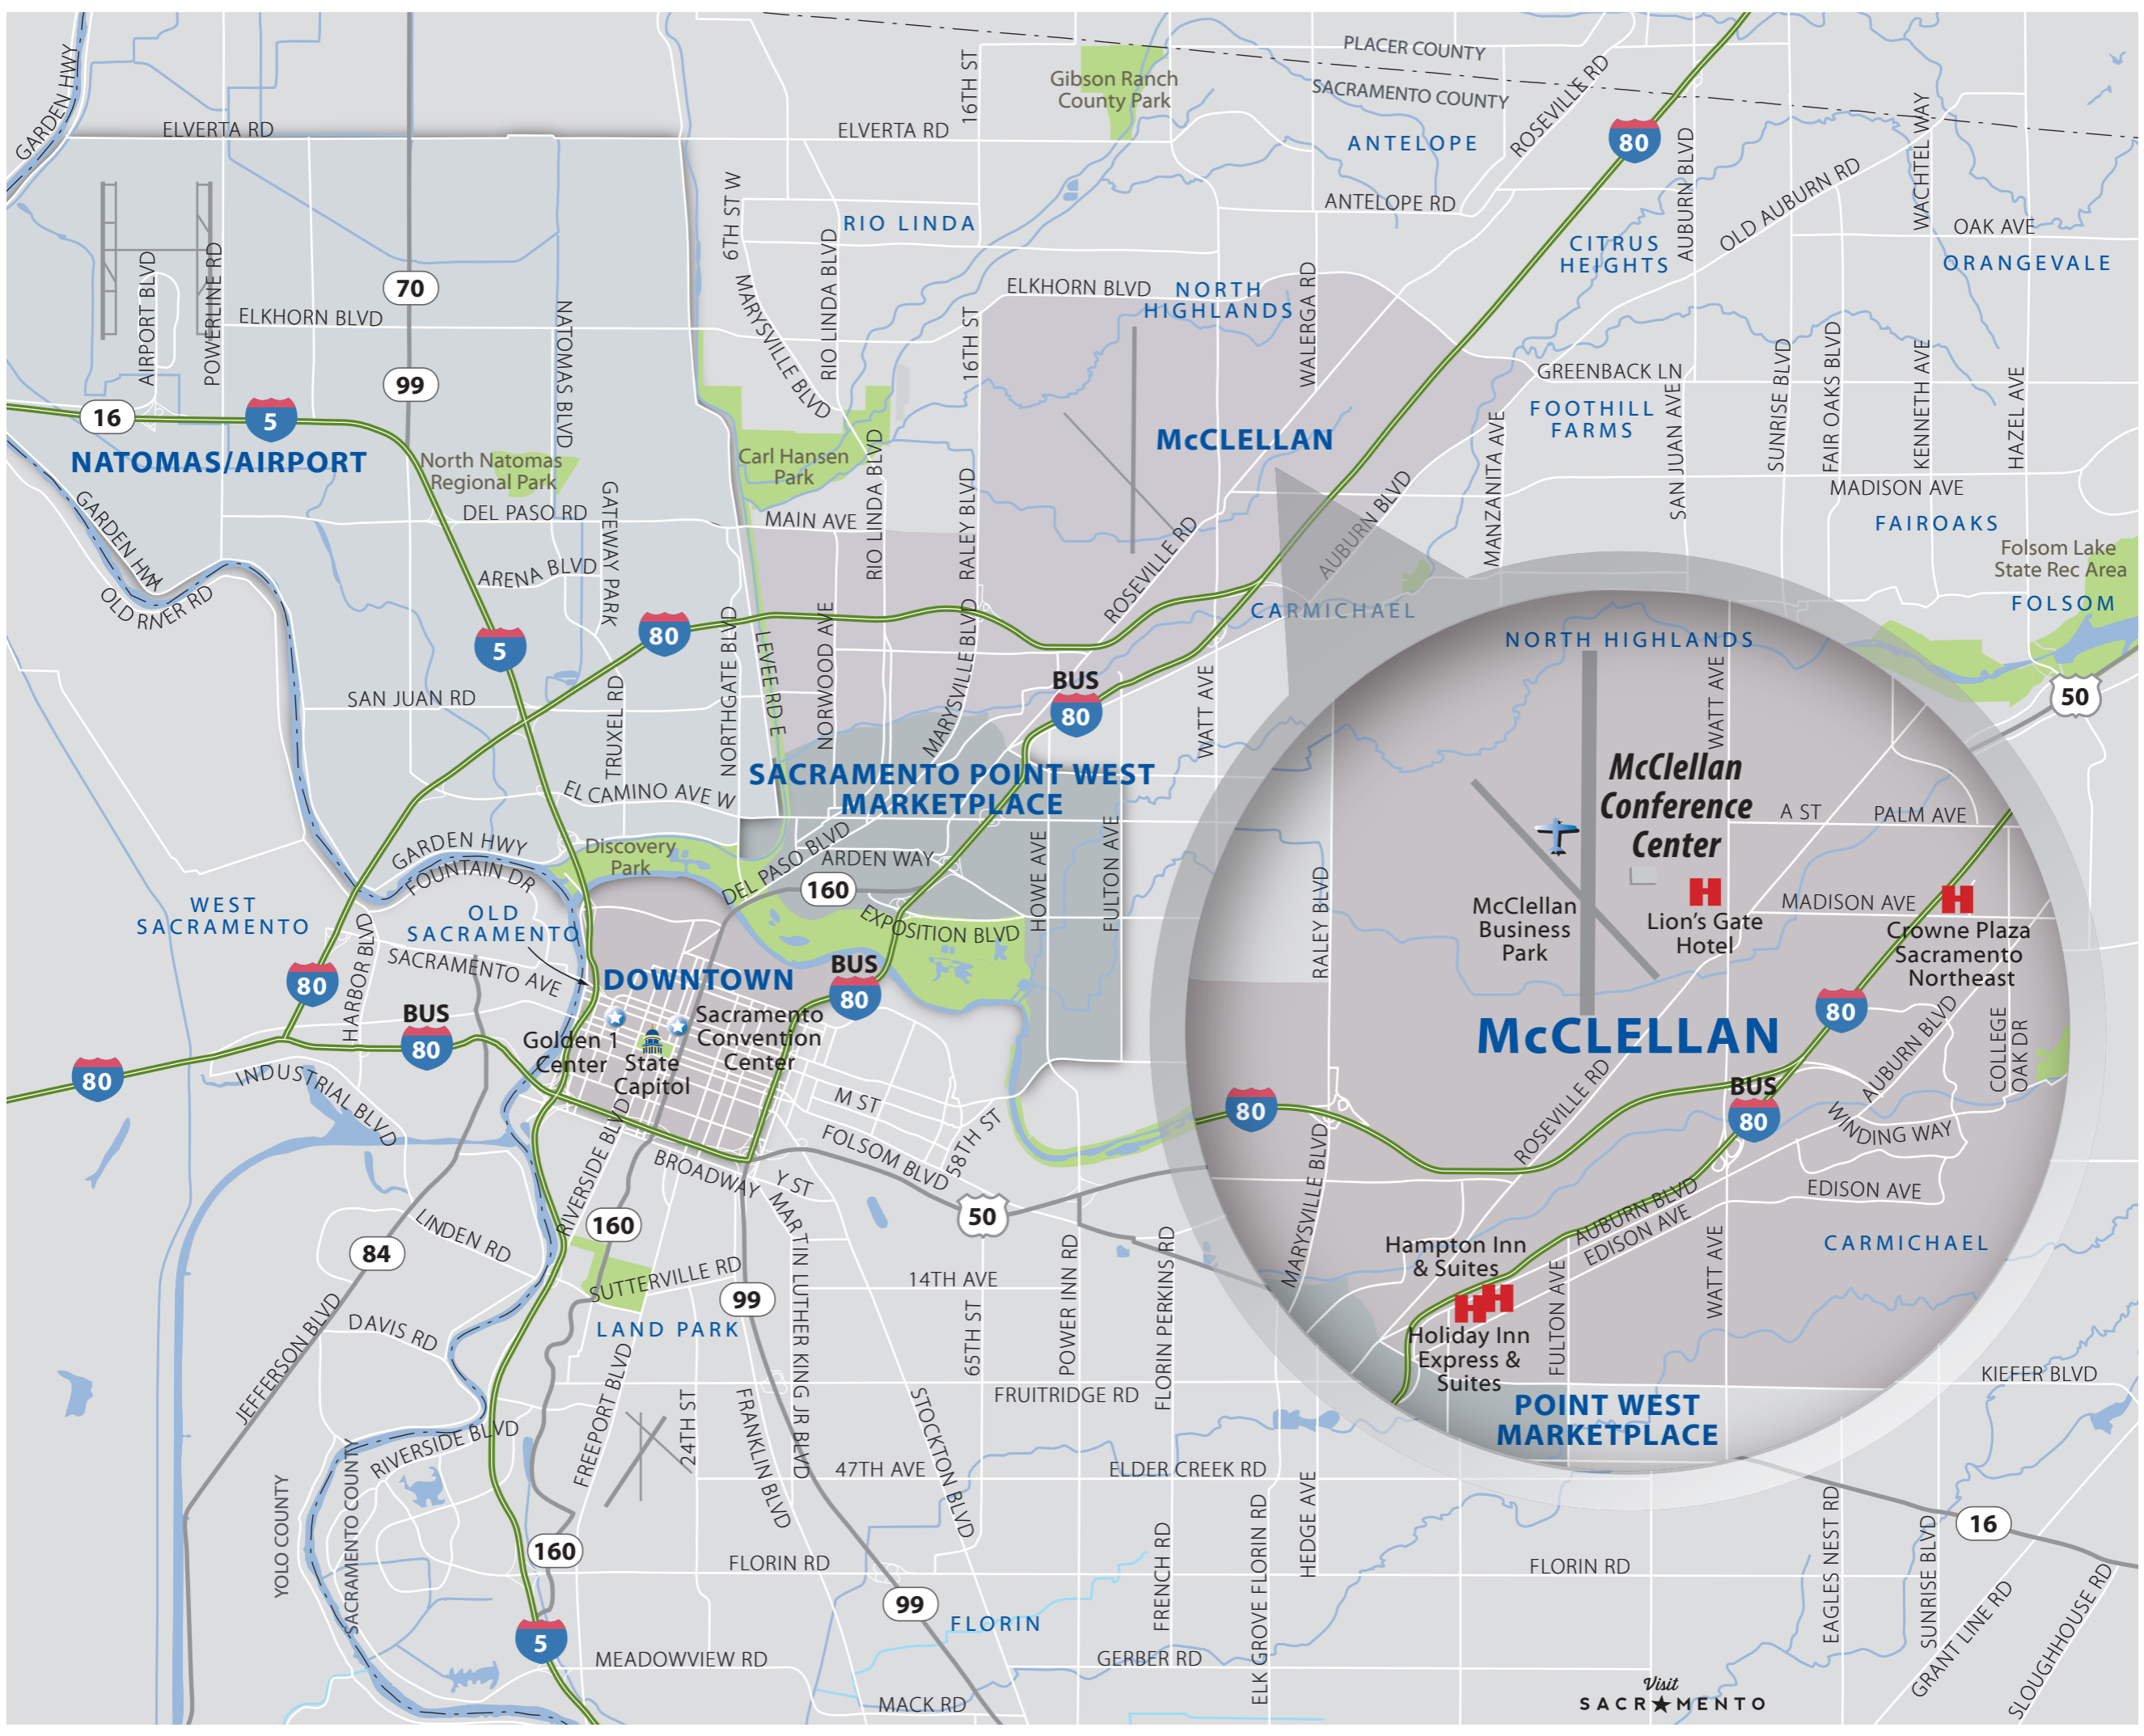 PLACER COUNTY
SACRAMENTO COUNTY
GARDEN HWY
ELVERTA RD
ELVERTA RD
16TH ST
Gibson Ranch
County Park
ANTELOPE
ROSEVILLE RD
80
AUBURN BLVD
OLD AUBURN RD
WACHTEL WAY
OAK AVE
ORANGEVALE
ANTELOPE RD
6TH ST W
RIO LINDA
RIO LINDA BLVD
CITRUS
HEIGHTS
AIRPORT BLVD
POWERLINE RD
70
ELKHORN BLVD
ELKHORN BLVD
NORTH
HIGHLANDS
WALERGA RD
NATOMAS BLVD
MARYSVILLE BLVD
16TH ST
99
GREENBACK LN
SAN JUAN AVE
SUNRISE BLVD
FAIR OAKS BLVD
KENNETH AVE
HAZEL AVE
16
5
NATOMAS/AIRPORT
North Natomas
Regional Park
Carl Hansen
Park
McCLELLAN
FOOTHILL
FARMS
MANZANITA AVE
MADISON AVE
FAIROAKS
Folsom Lake
State Rec Area
FOLSOM
GARDEN HWY
OLD RIVER RD
DEL PASO RD
GATEWAY PARK
ARENA BLVD
MAIN AVE
RIO LINDA BLVD
RALEY BLVD
ROSEVILLE RD
AUBURN BLVD
CARMICHAEL
5
80
SAN JUAN RD
TRUXEL RD
NORTHGATE BLVD
LEVEE RD E
NORWOOD AVE
MARYSVILLE BLVD
BUS
80
WATT AVE
50
SACRAMENTO POINT WEST
MARKETPLACE
EL CAMINO AVE W
GARDEN HWY
FOUNTAIN DR
Discovery
Park
DEL PASO BLVD
ARDEN WAY
160
EXPOSITION BLVD
HOWE AVE
FULTON AVE
WEST
SACRAMENTO
OLD
SACRAMENTO
SACRAMENTO AVE
HARBOR BLVD
80
BUS
80
80
INDUSTRIAL BLVD
DOWNTOWN
BUS
80
Golden 1
Center
State
Capitol
Sacramento
Convention
Center
M ST
FOLSOM BLVD
58TH ST
RIVERSIDE BLVD
BROADWAY
Y ST
50
160
84
LINDEN RD
JEFFERSON BLVD
DAVIS RD
SUTTERVILLE RD
99
MARTIN LUTHER KING JR BLVD
LAND PARK
14TH AVE
65TH ST
POWER INN RD
FLORIN PERKINS RD
FREEPORT BLVD
24TH ST
FRANKLIN BLVD
STOCKTON BLVD
FRUITRIDGE RD
RIVERSIDE BLVD
47TH AVE
ELDER CREEK RD
YOLO COUNTY
SACRAMENTO COUNTY
160
FLORIN RD
FRENCH RD
ELK GROVE FLORIN RD
HEDGE AVE
FLORIN RD
99
FLORIN
5
MEADOWVIEW RD
GERBER RD
MACK RD
KIEFER BLVD
16
EAGLES NEST RD
SUNRISE BLVD
GRANT LINE RD
SLOUGHHOUSE RD
NORTH HIGHLANDS
WATT AVE
McClellan
Conference
Center
A ST
PALM AVE
RALEY BLVD
McClellan
Business
Park
Lion's Gate
Hotel
MADISON AVE
Crowne Plaza
Sacramento
Northeast
McCLELLAN
80
AUBURN BLVD
COLLEGE
OAK DR
BUS
80
80
ROSEVILLE RD
WINDING WAY
MARYSVILLE BLVD
EDISON AVE
AUBURN BLVD
EDISON AVE
CARMICHAEL
Hampton Inn
& Suites
FULTON AVE
WATT AVE
Holiday Inn
Express &
Suites
POINT WEST
MARKETPLACE
Visit
SACR★MENTO